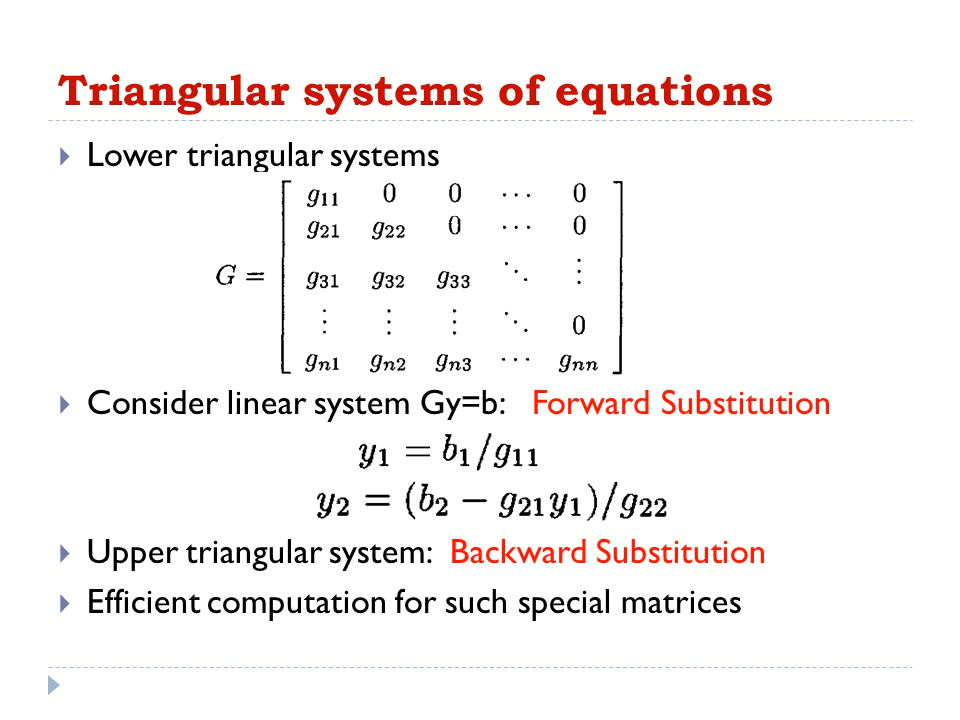 Triangular systems of equations
Lower triangular systems
g11 0 0 ··· 0
g21 g22 0 ··· 0
G = g31 g32 g33 ⋱ ⋮
⋮ ⋮ ⋮ ⋱ 0
gn1 gn2 gn3 ··· gnn
Consider linear system Gy=b: Forward Substitution
y1 = b1/g11
y2 = (b2 − g21y1)/g22
Upper triangular system: Backward Substitution
Efficient computation for such special matrices